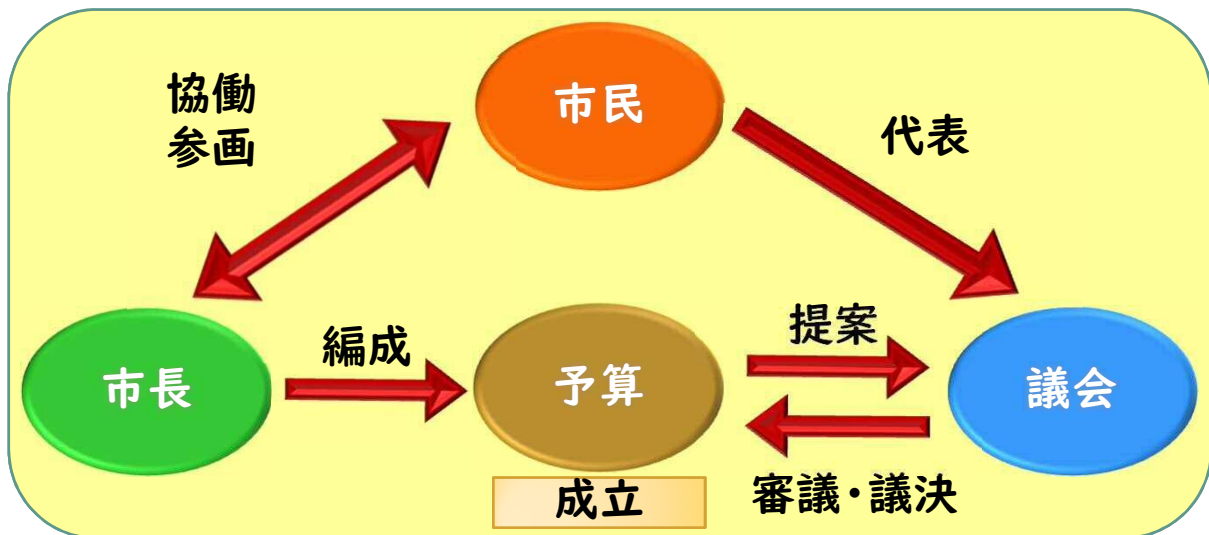 協働
参画
市民
代表
市長
編成
予算
提案
議会
審議・議決
成立